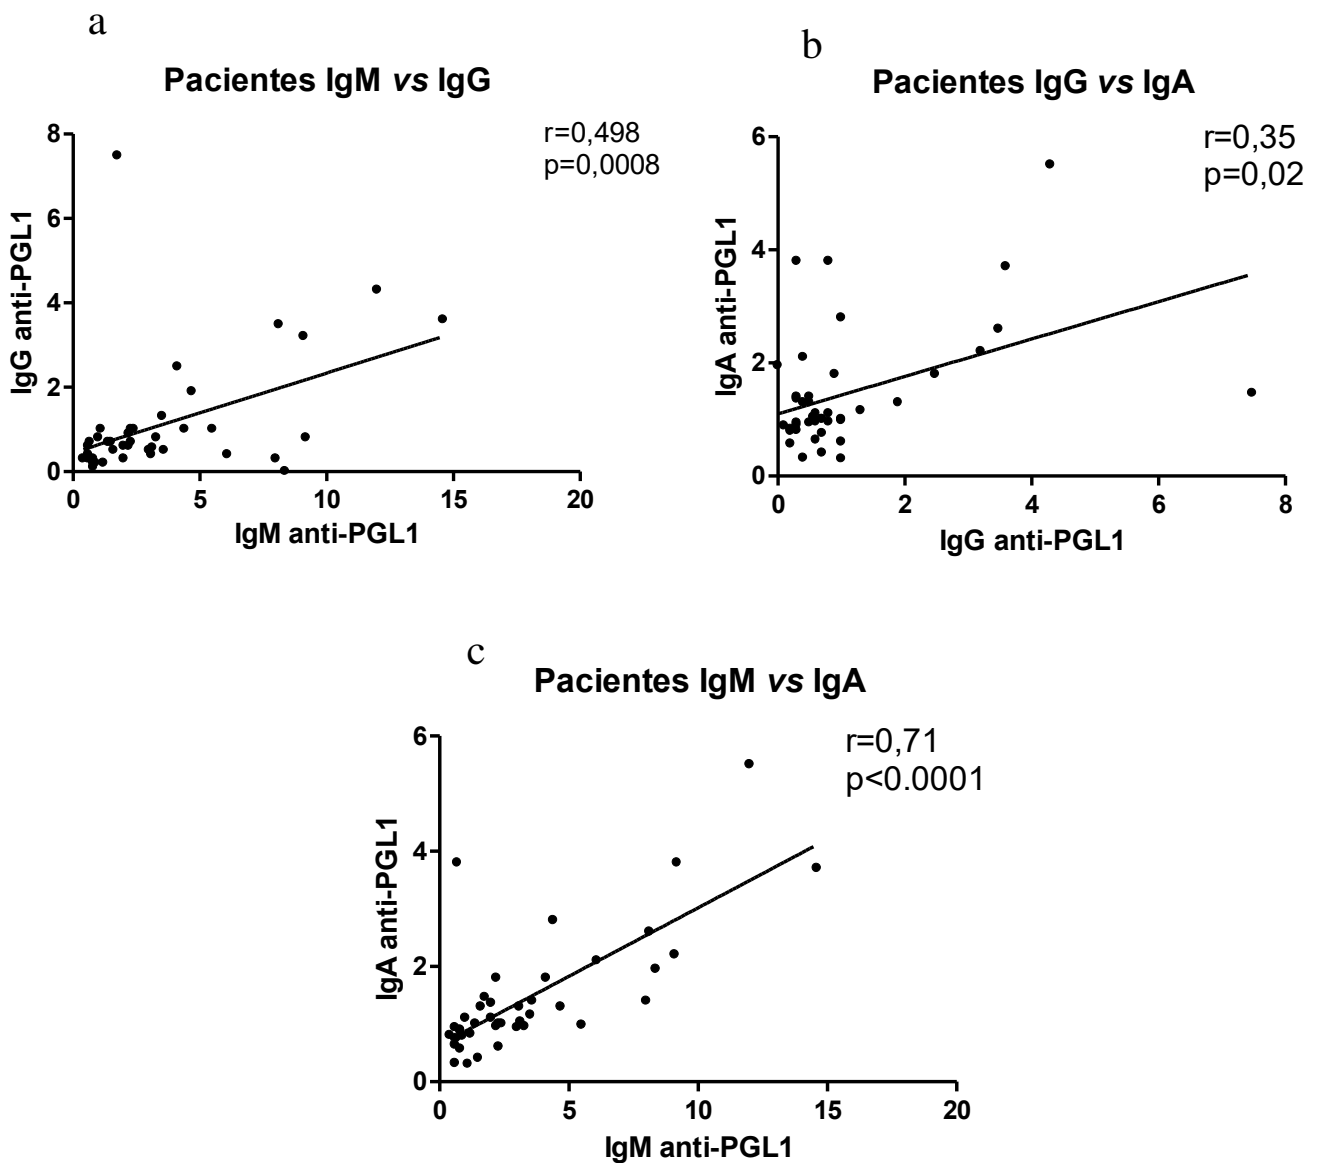 a
Pacientes IgM vs IgG
r=0,498
p=0,0008
IgG anti-PGL1
8
6
4
2
0
0 5 10 15 20
IgM anti-PGL1
b
Pacientes IgG vs IgA
r=0,35
p=0,02
IgA anti-PGL1
6
4
2
0
0 2 4 6 8
IgG anti-PGL1
c
Pacientes IgM vs IgA
r=0,71
p<0.0001
IgA anti-PGL1
6
4
2
0
0 5 10 15 20
IgM anti-PGL1